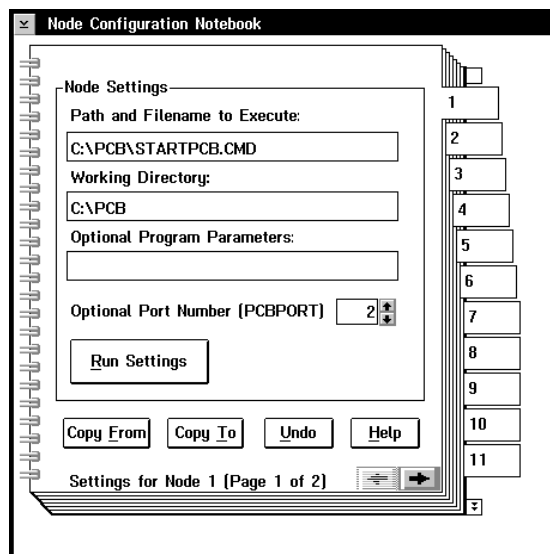 Node Configuration Notebook
Node Settings
Path and Filename to Execute:
C:\PCB\STARTPCB.CMD
Working Directory:
C:\PCB
Optional Program Parameters:
Optional Port Number (PCBPORT) 2
Run Settings
Copy From Copy To Undo Help
Settings for Node 1 (Page 1 of 2)
1
2
3
4
5
6
7
8
9
10
11